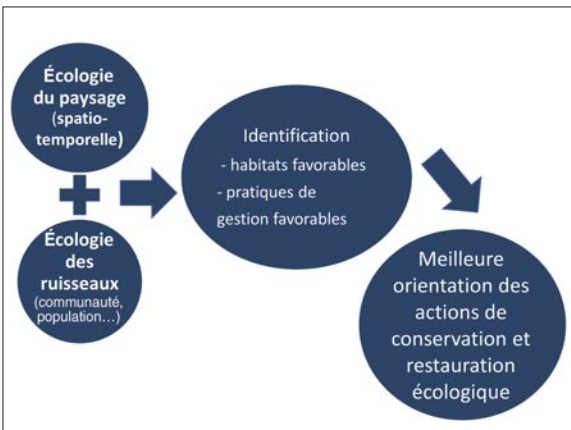 Écologie
du paysage
(spatio-
temporelle)
Écologie
des
ruisseaux
(communauté,
population…)
Identification
- habitats favorables
- pratiques de
gestion favorables
Meilleure
orientation des
actions de
conservation et
restauration
écologique